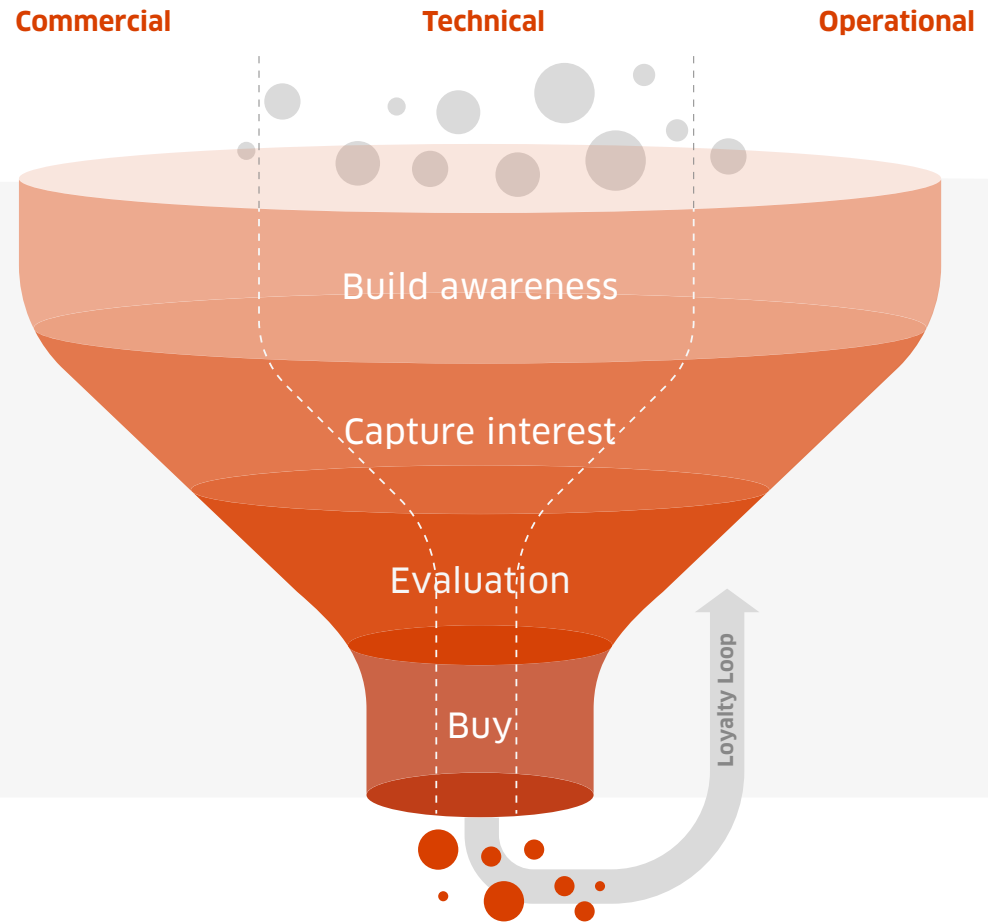 Commercial
Technical
Operational
Build awareness
Capture interest
Evaluation
Buy
Loyalty Loop